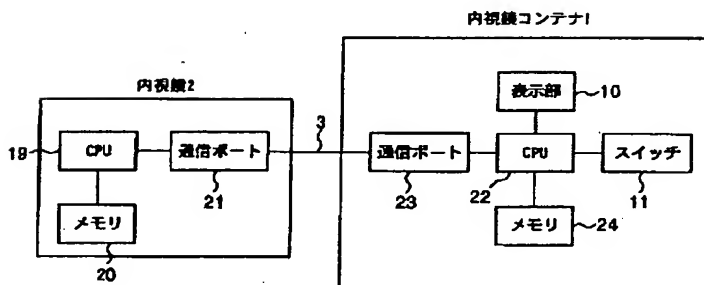 内視鏡コンテナ1
内視鏡2
表示部
10
19
CPU
通信ポート
3
通信ポート
CPU
スイッチ
21
23
22
11
メモリ
メモリ
24
20